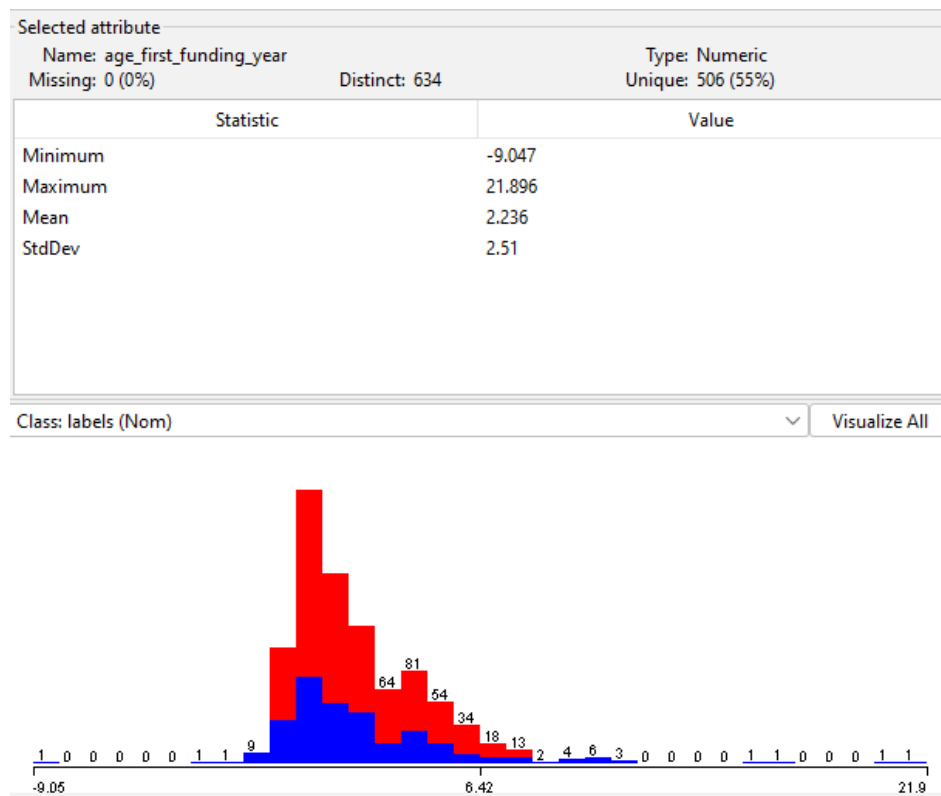 Selected attribute
Name: age_first_funding_year Type: Numeric
Missing: 0 (0%) Distinct: 634 Unique: 506 (55%)
Statistic Value
Minimum -9.047
Maximum 21.896
Mean 2.236
StdDev 2.51
Class: labels (Nom) Visualize All
1 0 0 0 0 0 1 1 9 64 81 54 34 18 13 2 4 6 3 0 0 0 0 1 1 0 0 0 1 1
-9.05 6.42 21.9